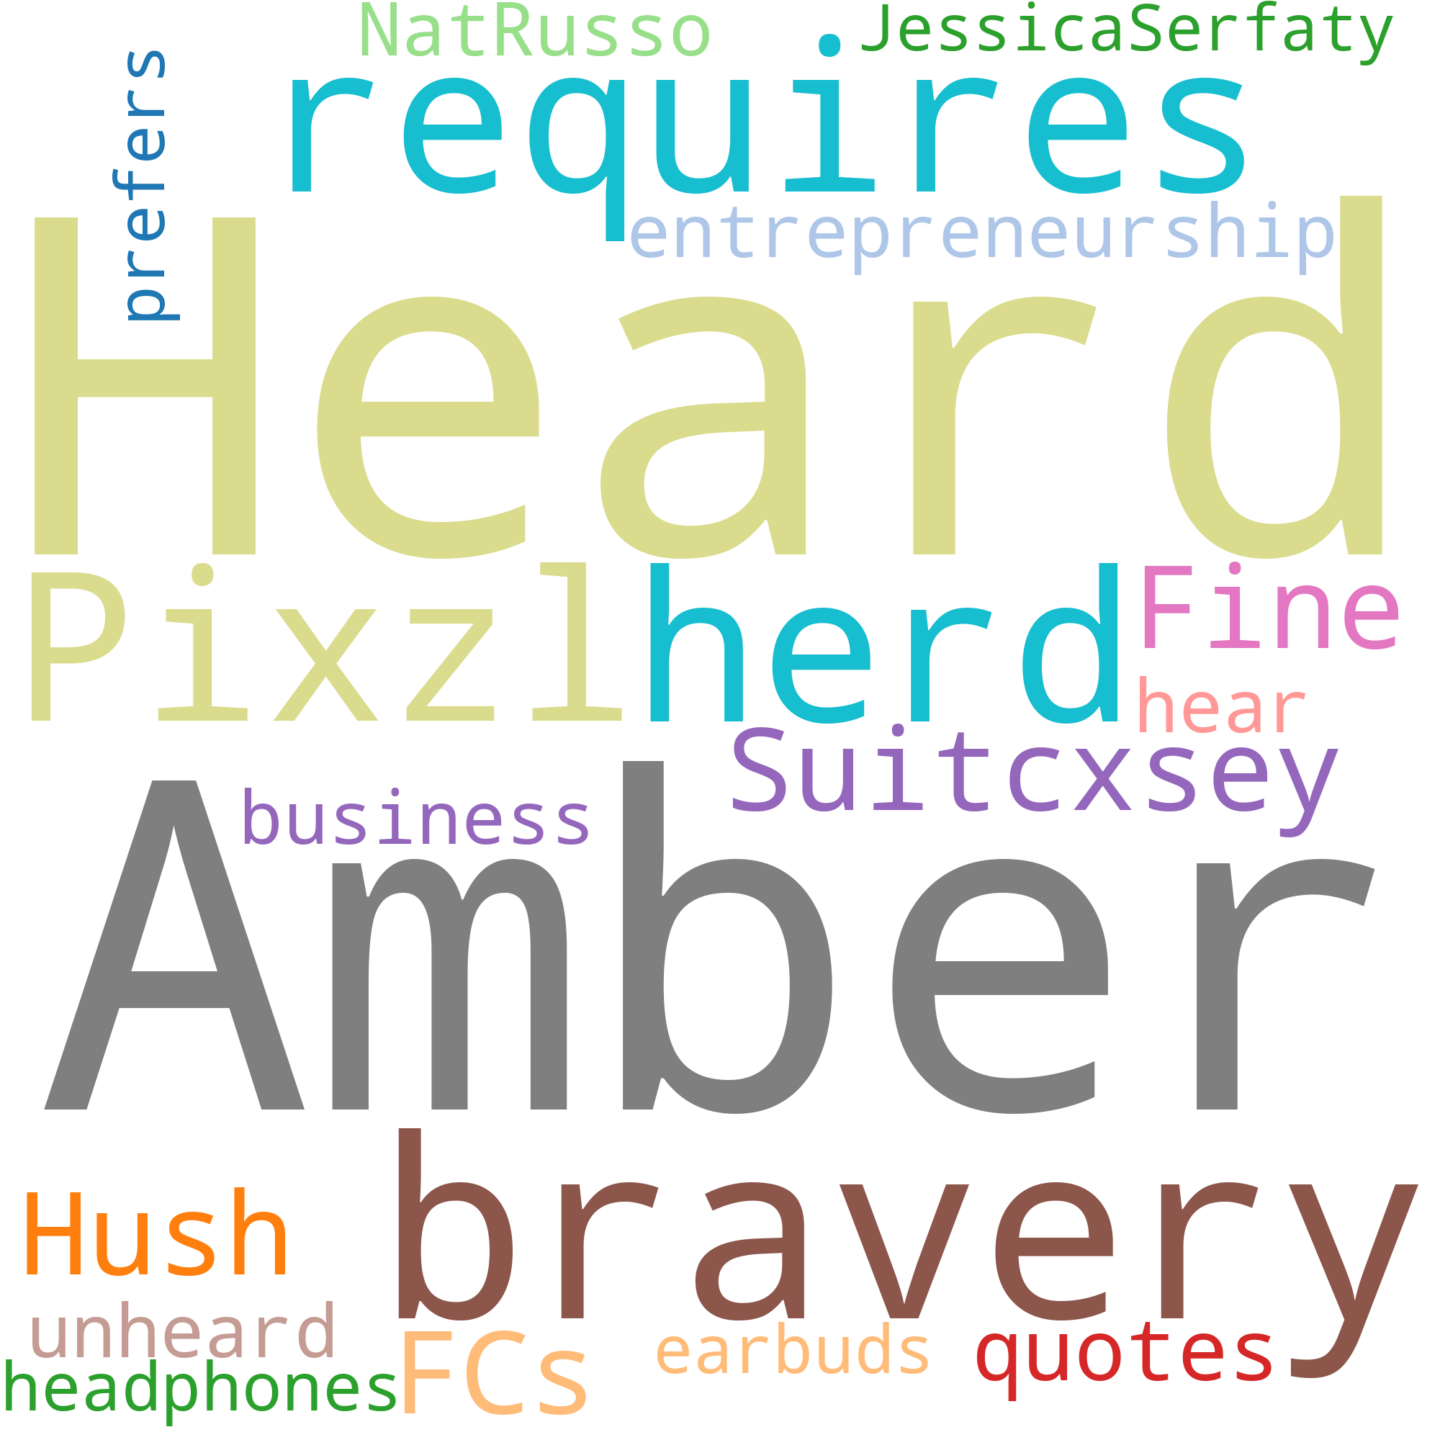 NatRusso
JessicaSerfaty
prefers
requires
entrepreneurship
Heard
Pixzl
herd
Fine
hear
Suitcxsey
business
Amber
bravery
Hush
unheard
FCs
earbuds
quotes
headphones